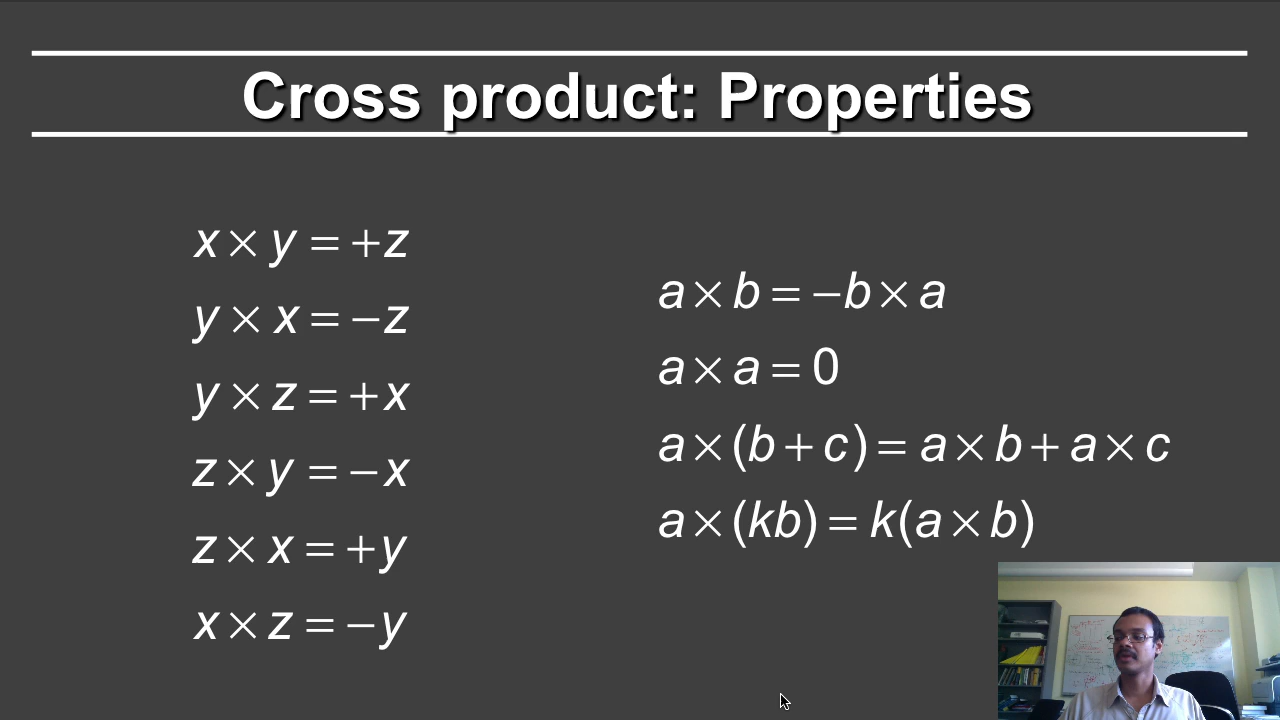 Cross product: Properties
x × y = +z
y × x = −z
y × z = +x
z × y = −x
z × x = +y
x × z = −y
a × b = −b × a
a × a = 0
a × (b + c) = a × b + a × c
a × (kb) = k(a × b)